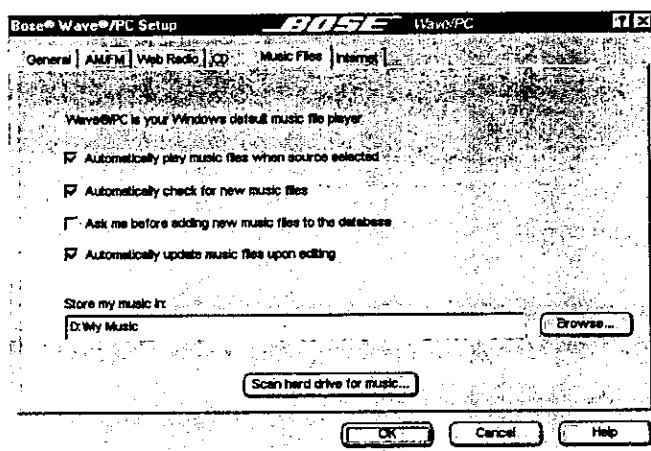 Bose® Wave®/PC Setup BOSE Wave/PC ? X
General AM/FM Web Radio CD Music Files Internet
Wave®/PC is your Windows default music file player
Automatically play music files when source selected
Automatically check for new music files
Ask me before adding new music files to the database
Automatically update music files upon editing
Store my music in:
D:\My Music Browse...
Scan hard drive for music...
OK Cancel Help